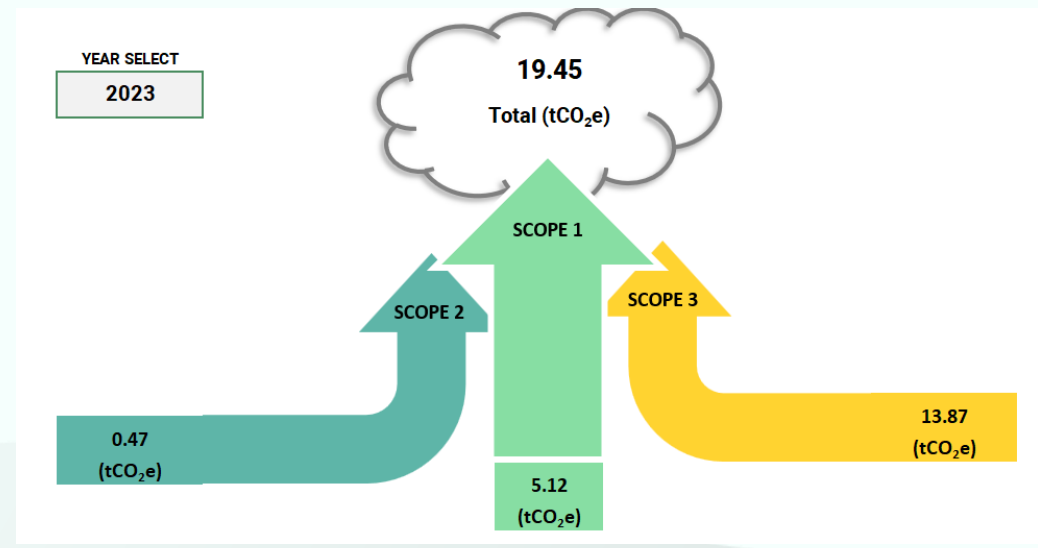 YEAR SELECT
2023
19.45
Total (tCO₂e)
SCOPE 1
SCOPE 2
SCOPE 3
0.47
(tCO₂e)
5.12
(tCO₂e)
13.87
(tCO₂e)